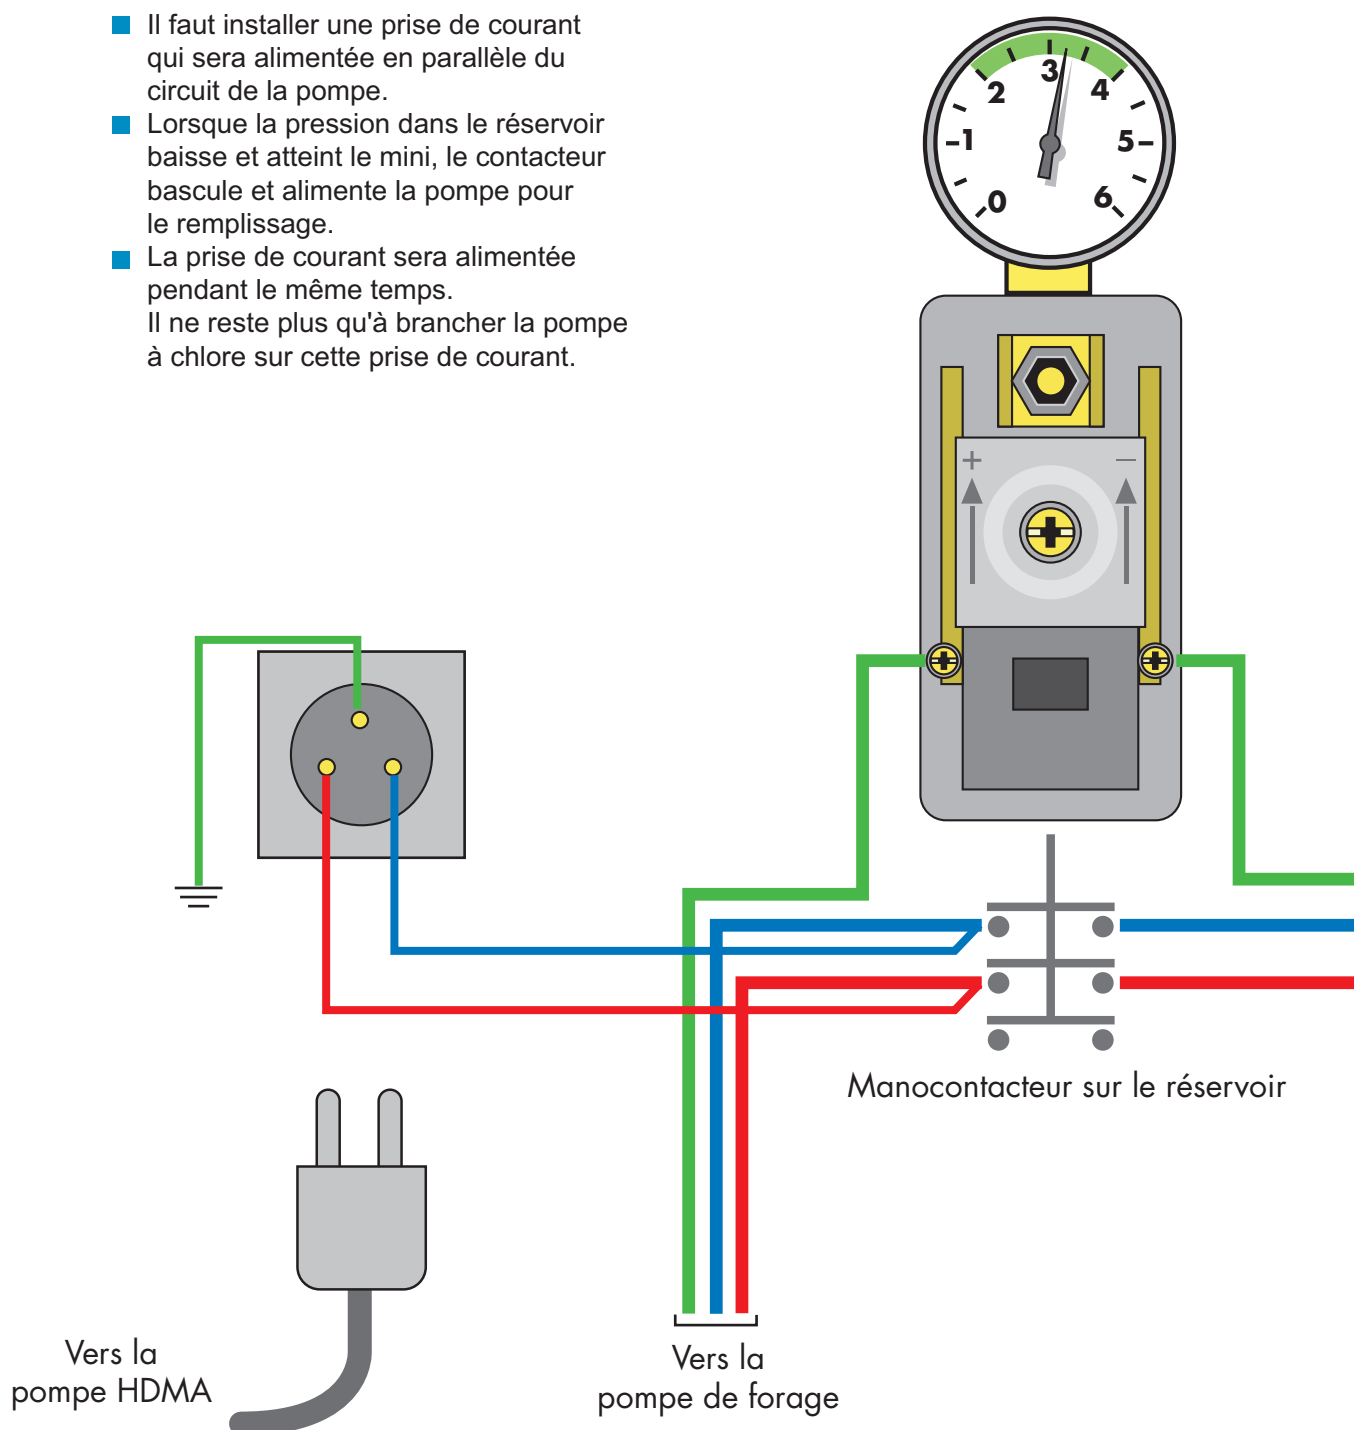 Il faut installer une prise de courant
qui sera alimentée en parallèle du
circuit de la pompe.
Lorsque la pression dans le réservoir
baisse et atteint le mini, le contacteur
bascule et alimente la pompe pour
le remplissage.
La prise de courant sera alimentée
pendant le même temps.
Il ne reste plus qu'à brancher la pompe
à chlore sur cette prise de courant.
0
1
2
3
4
5
6
+ –
Manocontacteur sur le réservoir
Vers la
pompe HDMA
Vers la
pompe de forage